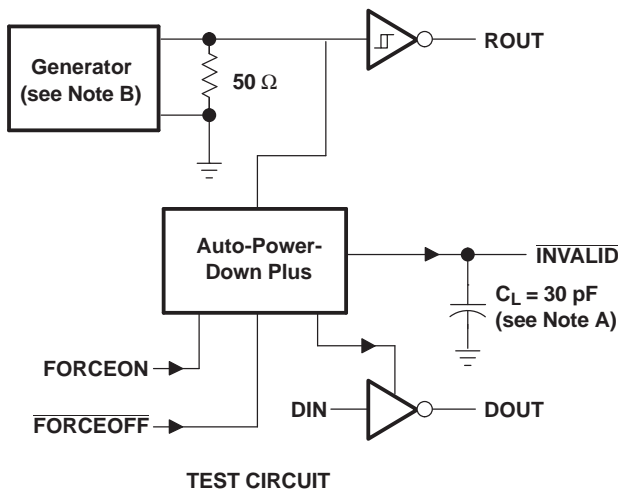 Generator
(see Note B)
50 Ω
ROUT
Auto-Power-
Down Plus
INVALID
CL = 30 pF
(see Note A)
FORCEON
FORCEOFF
DIN
DOUT
TEST CIRCUIT